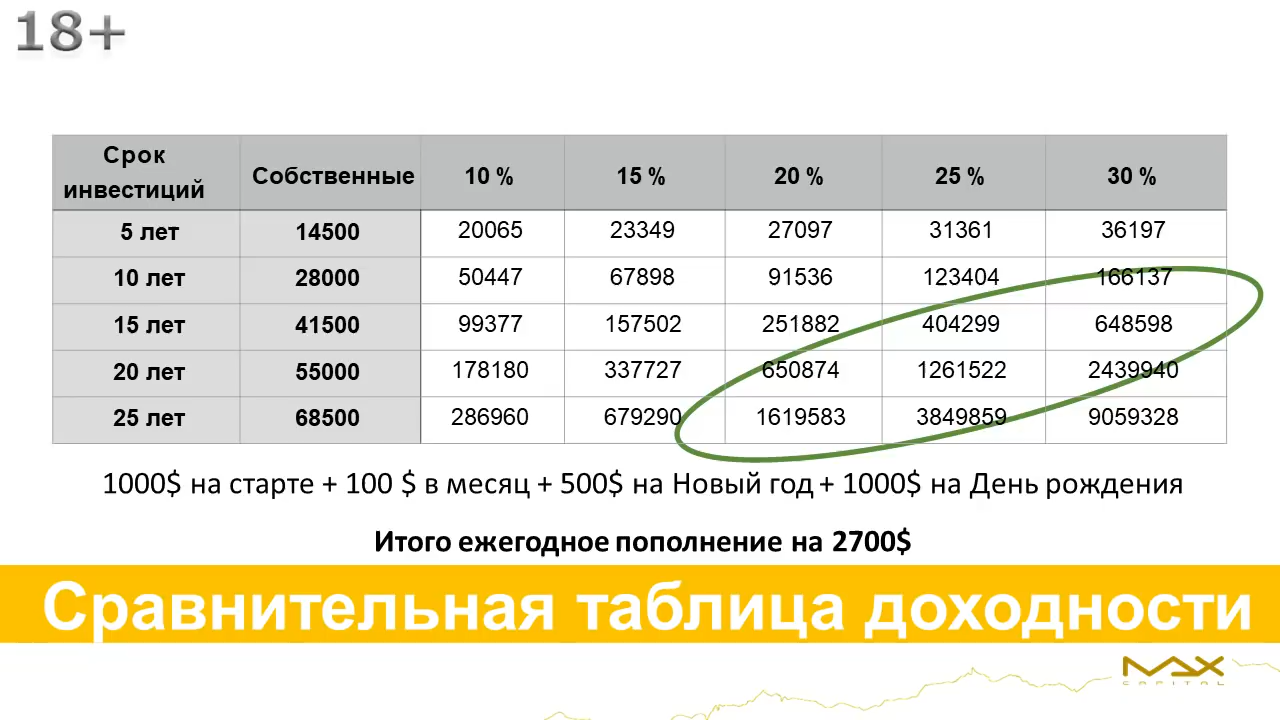 18+
Срок инвестиций Собственные 10 % 15 % 20 % 25 % 30 %
5 лет 14500 20065 23349 27097 31361 36197
10 лет 28000 50447 67898 91536 123404 166137
15 лет 41500 99377 157502 251882 404299 648598
20 лет 55000 178180 337727 650874 1261522 2439940
25 лет 68500 286960 679290 1619583 3849859 9059328
1000$ на старте + 100 $ в месяц + 500$ на Новый год + 1000$ на День рождения
Итого ежегодное пополнение на 2700$
Сравнительная таблица доходности
MAX
CAPITAL